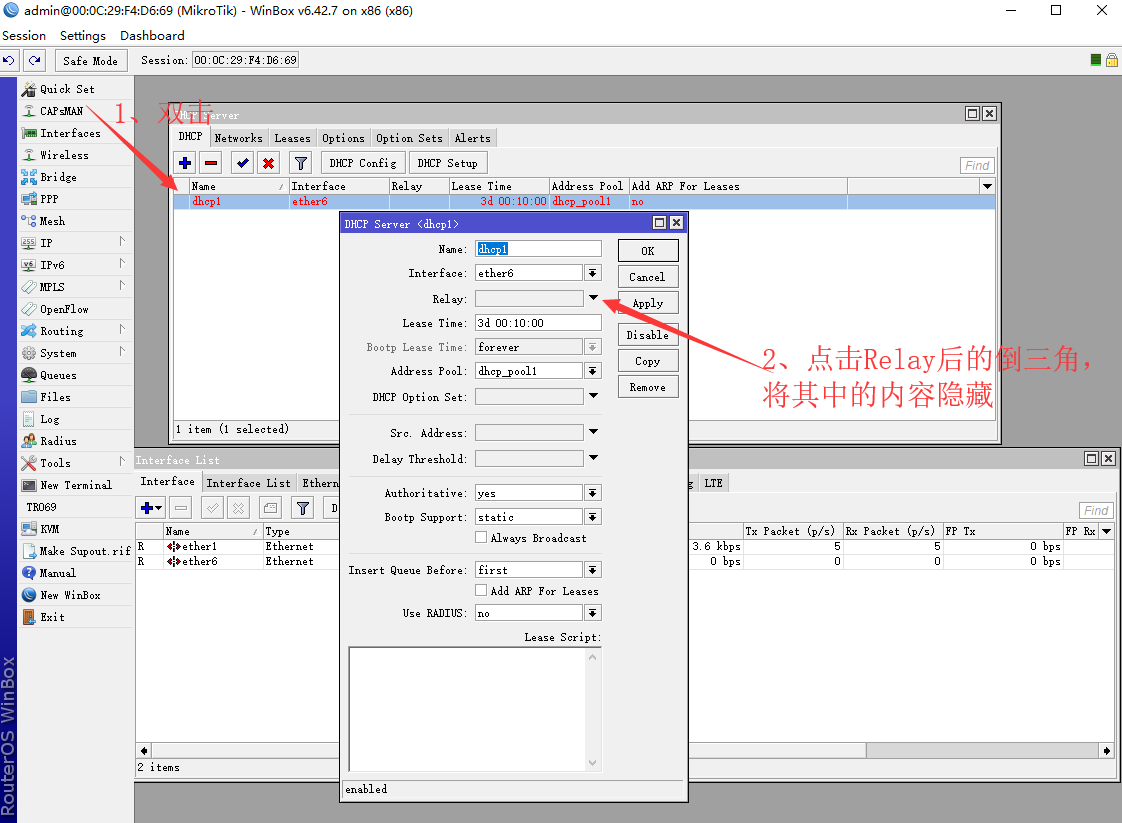 admin@00:0C:29:F4:D6:69 (MikroTik) - WinBox v6.42.7 on x86 (x86)
Session Settings Dashboard
Safe Mode Session: 00:0C:29:F4:D6:69
Quick Set
CAPsMAN
Interfaces
Wireless
Bridge
PPP
Mesh
IP
IPv6
MPLS
OpenFlow
Routing
System
Queues
Files
Log
Radius
Tools
New Terminal
TR069
KVM
Make Supout.rif
Manual
New WinBox
Exit
RouterOS WinBox
1、双击
DHCP Server
DHCP Networks Leases Options Option Sets Alerts
DHCP Config DHCP Setup Find
Name Interface Relay Lease Time Address Pool Add ARP For Leases
dhcp1 ether6 3d 00:10:00 dhcp_pool1 no
1 item (1 selected)
DHCP Server <dhcp1>
Name: dhcp1
Interface: ether6
Relay:
Lease Time: 3d 00:10:00
Bootp Lease Time: forever
Address Pool: dhcp_pool1
DHCP Option Set:
Src. Address:
Delay Threshold:
Authoritative: yes
Bootp Support: static
Always Broadcast
Insert Queue Before: first
Add ARP For Leases
Use RADIUS: no
Lease Script:
enabled
OK
Cancel
Apply
Disable
Copy
Remove
2、点击Relay后的倒三角，
将其中的内容隐藏
Interface List
Interface Interface List Ethern LTE
Find
Name Type Tx Packet (p/s) Rx Packet (p/s) FP Tx FP Rx
R ether1 Ethernet 3.6 kbps 5 5 0 bps
R ether6 Ethernet 0 bps 0 0 0 bps
2 items